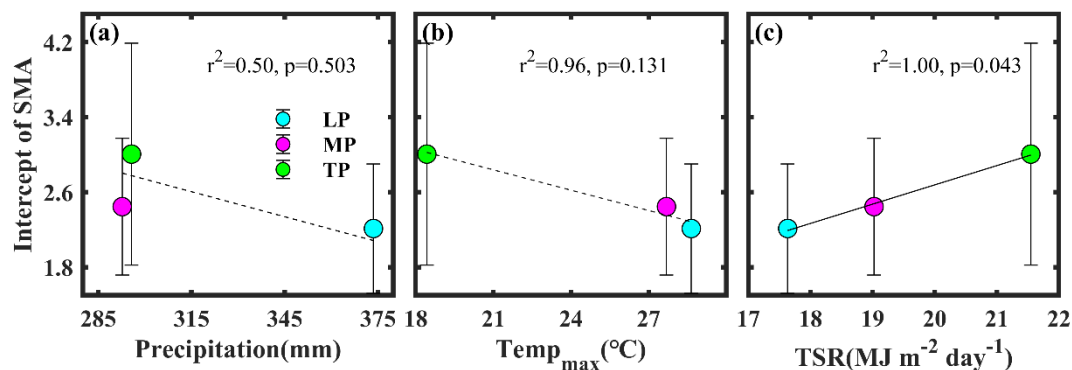 (a) (b) (c)
r²=0.50, p=0.503 r²=0.96, p=0.131 r²=1.00, p=0.043
LP
MP
TP
4.2
3.4
2.6
1.8
Intercept of SMA
285 315 345 375 18 21 24 27 17 18 19 20 21 22
Precipitation(mm) Temp_max(°C) TSR(MJ m⁻² day⁻¹)